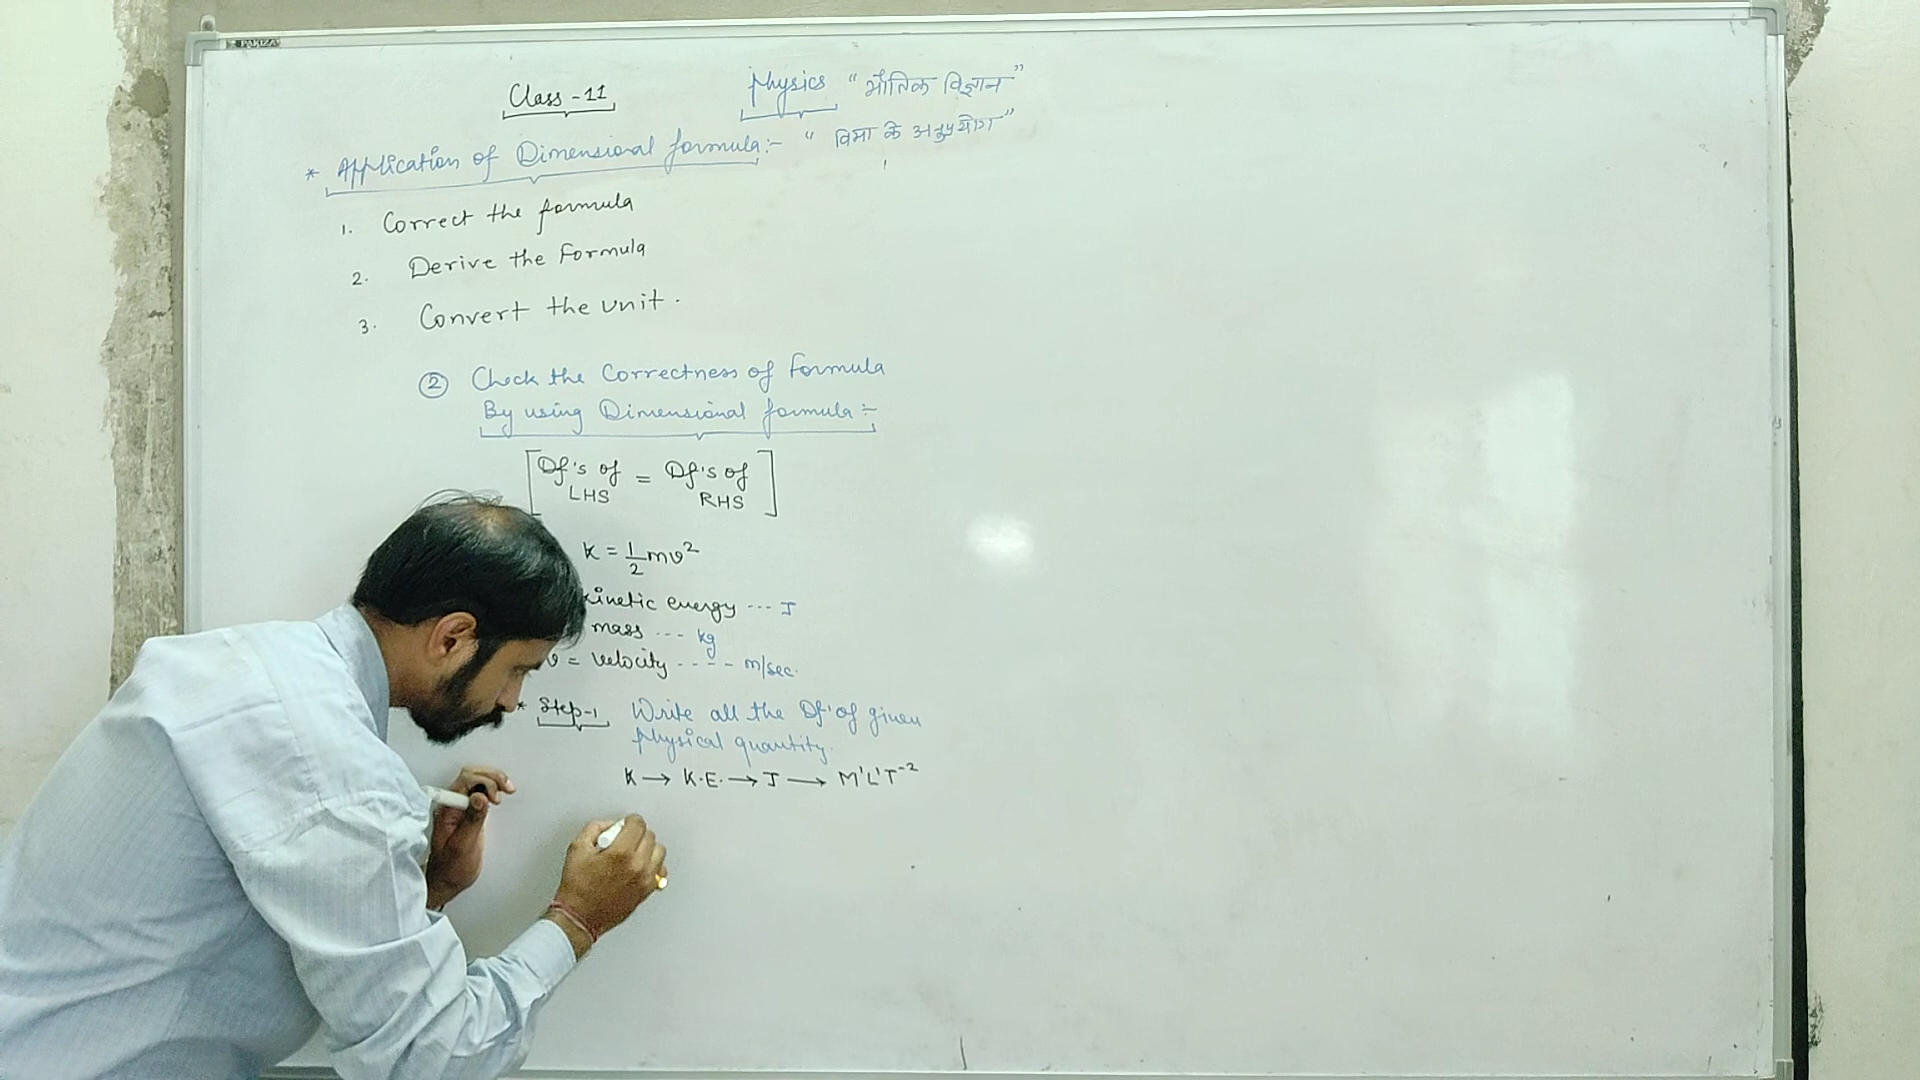 PARIZA
Class-11
Physics "भौतिक विज्ञान"
* Application of Dimensional formula:- "विमा के अनुप्रयोग"
1. Correct the formula
2. Derive the Formula
3. Convert the unit.
② Check the Correctness of Formula
By using Dimensional formula:-
[Df's of LHS = Df's of RHS]
K = 1/2 mv²
kinetic energy --- J
mass --- kg
v = velocity ---- m/sec.
* Step-1 Write all the Df' of given
physical quantity.
K → K.E. → J → M¹L¹T⁻²